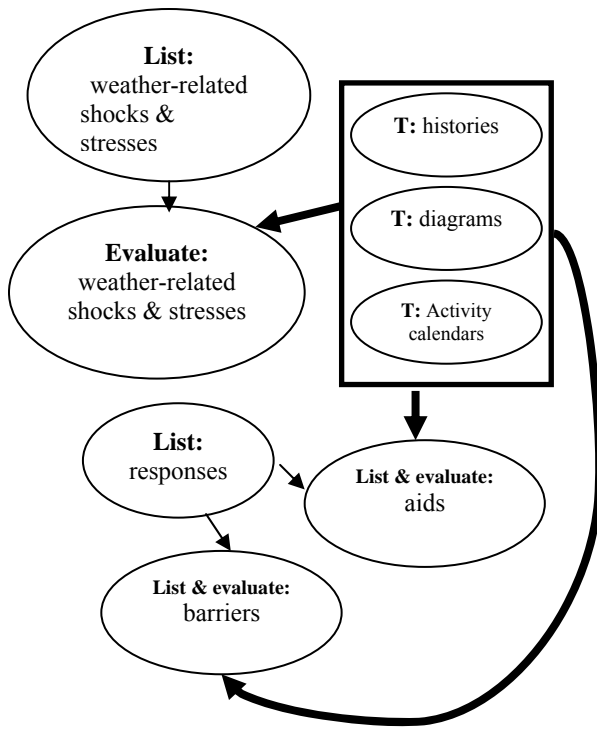 List:
weather-related
shocks &
stresses
Evaluate:
weather-related
shocks & stresses
T: histories
T: diagrams
T: Activity
calendars
List:
responses
List & evaluate:
aids
List & evaluate:
barriers